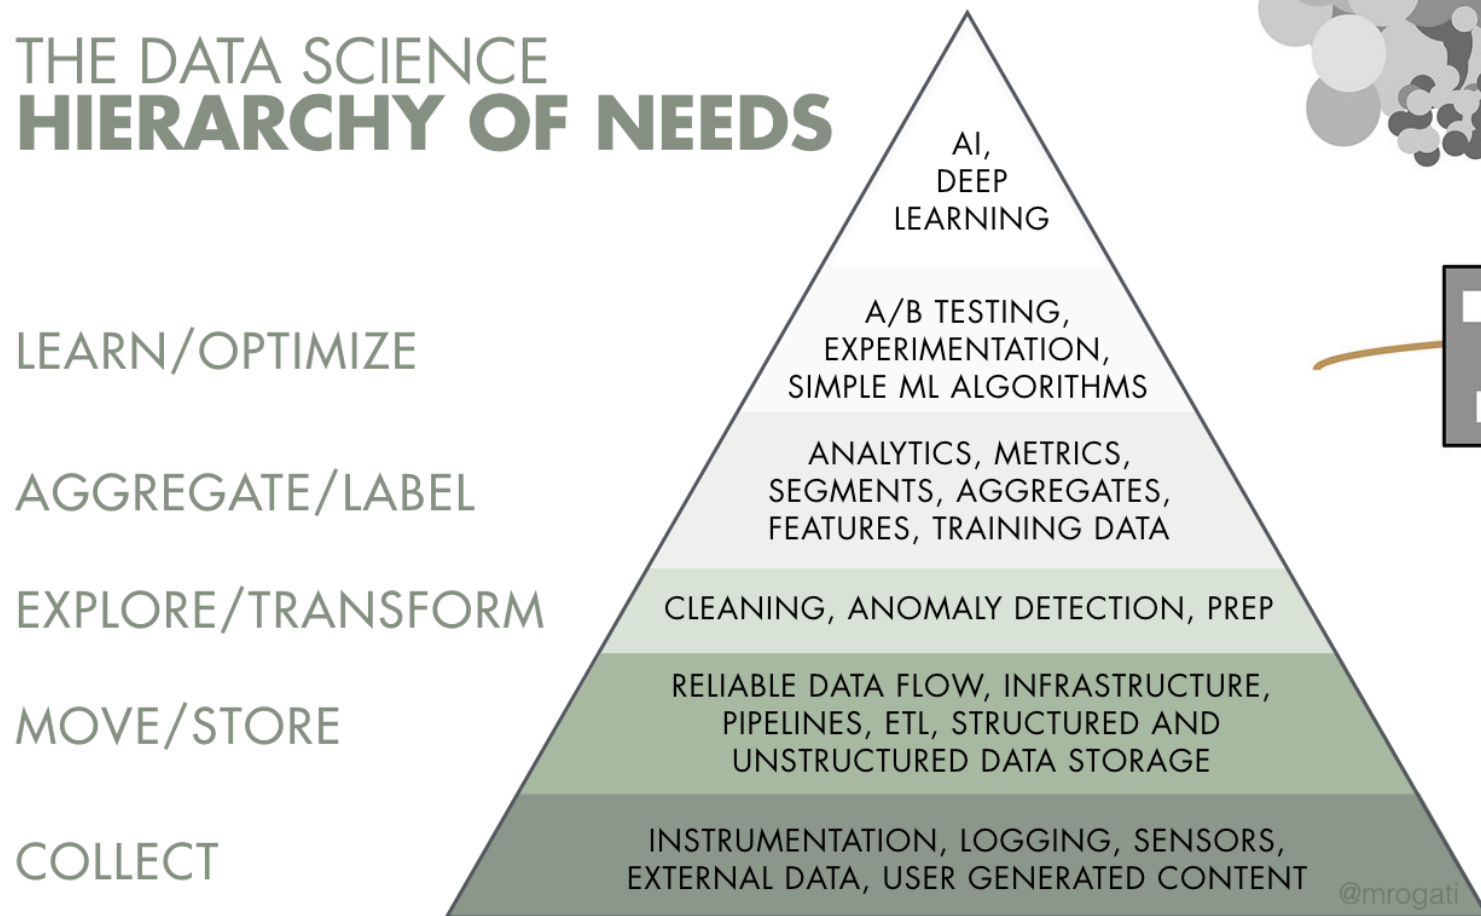 THE DATA SCIENCE
HIERARCHY OF NEEDS
AI,
DEEP
LEARNING
LEARN/OPTIMIZE
A/B TESTING,
EXPERIMENTATION,
SIMPLE ML ALGORITHMS
AGGREGATE/LABEL
ANALYTICS, METRICS,
SEGMENTS, AGGREGATES,
FEATURES, TRAINING DATA
EXPLORE/TRANSFORM
CLEANING, ANOMALY DETECTION, PREP
MOVE/STORE
RELIABLE DATA FLOW, INFRASTRUCTURE,
PIPELINES, ETL, STRUCTURED AND
UNSTRUCTURED DATA STORAGE
COLLECT
INSTRUMENTATION, LOGGING, SENSORS,
EXTERNAL DATA, USER GENERATED CONTENT
@mrogati